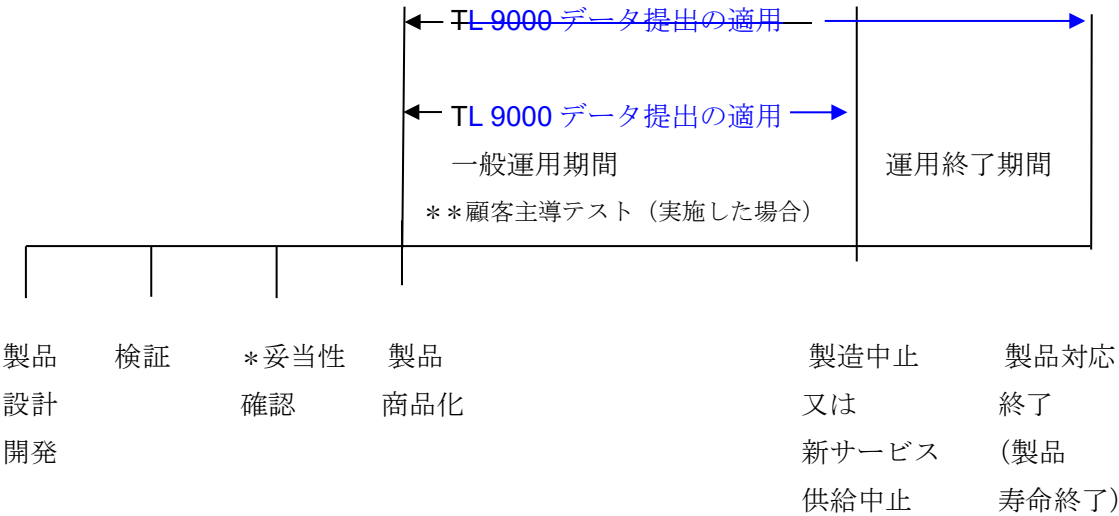 TL 9000 データ提出の適用
TL 9000 データ提出の適用
一般運用期間 運用終了期間
**顧客主導テスト（実施した場合）
製品 検証 *妥当性 製品 製造中止 製品対応
設計 確認 商品化 又は 終了
開発 新サービス （製品
供給中止 寿命終了）